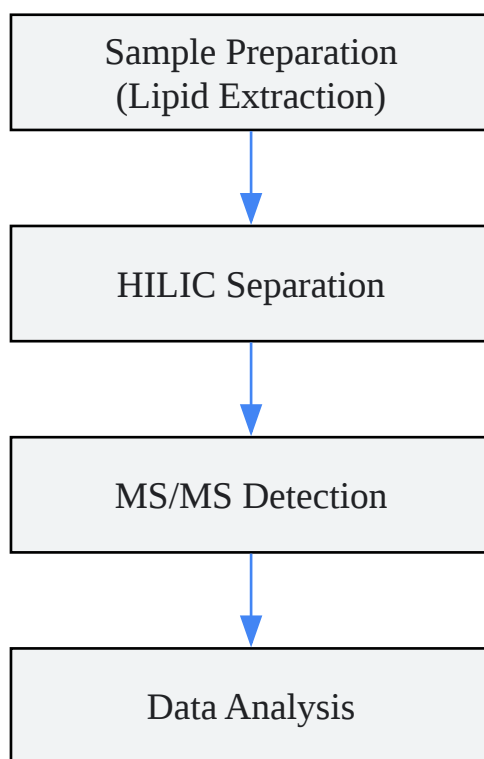 Sample Preparation
(Lipid Extraction)
HILIC Separation
MS/MS Detection
Data Analysis